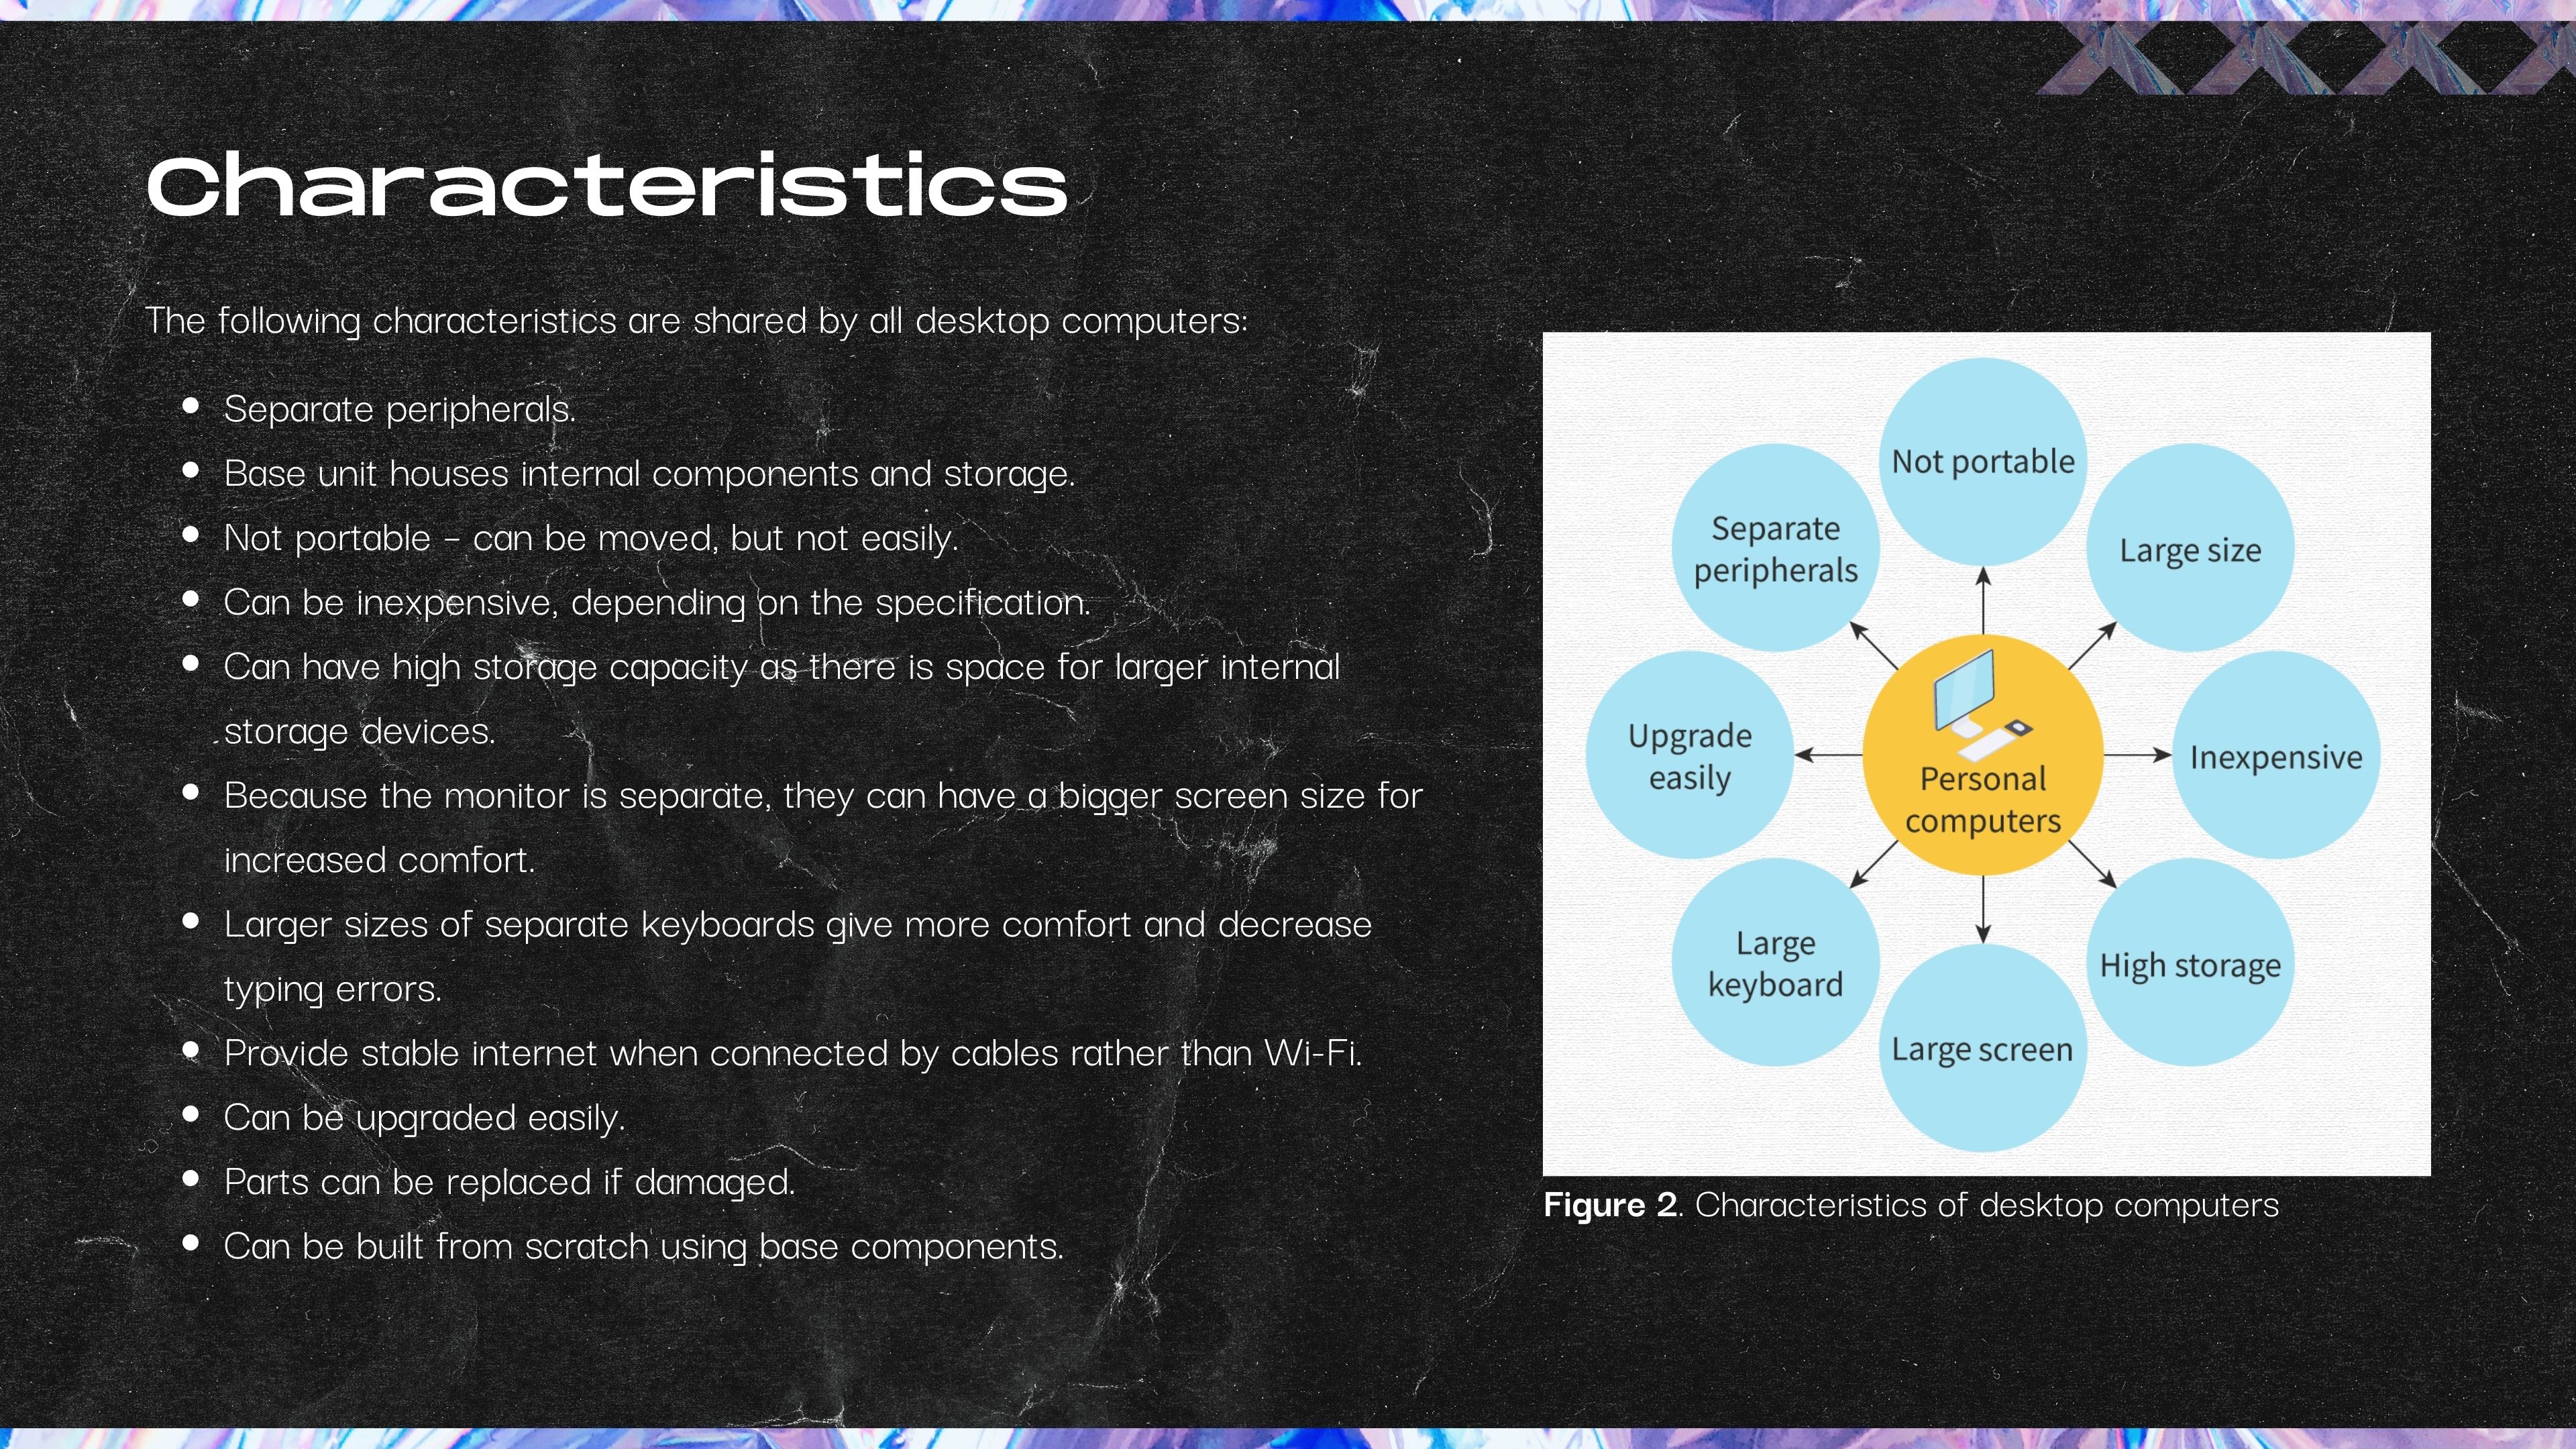 Characteristics
The following characteristics are shared by all desktop computers:
• Separate peripherals.
• Base unit houses internal components and storage.
• Not portable – can be moved, but not easily.
• Can be inexpensive, depending on the specification.
• Can have high storage capacity as there is space for larger internal
storage devices.
• Because the monitor is separate, they can have a bigger screen size for
increased comfort.
• Larger sizes of separate keyboards give more comfort and decrease
typing errors.
• Provide stable internet when connected by cables rather than Wi-Fi.
• Can be upgraded easily.
• Parts can be replaced if damaged.
• Can be built from scratch using base components.
Not portable
Separate
peripherals
Large size
Upgrade
easily
Personal
computers
Inexpensive
Large
keyboard
High storage
Large screen
Figure 2. Characteristics of desktop computers